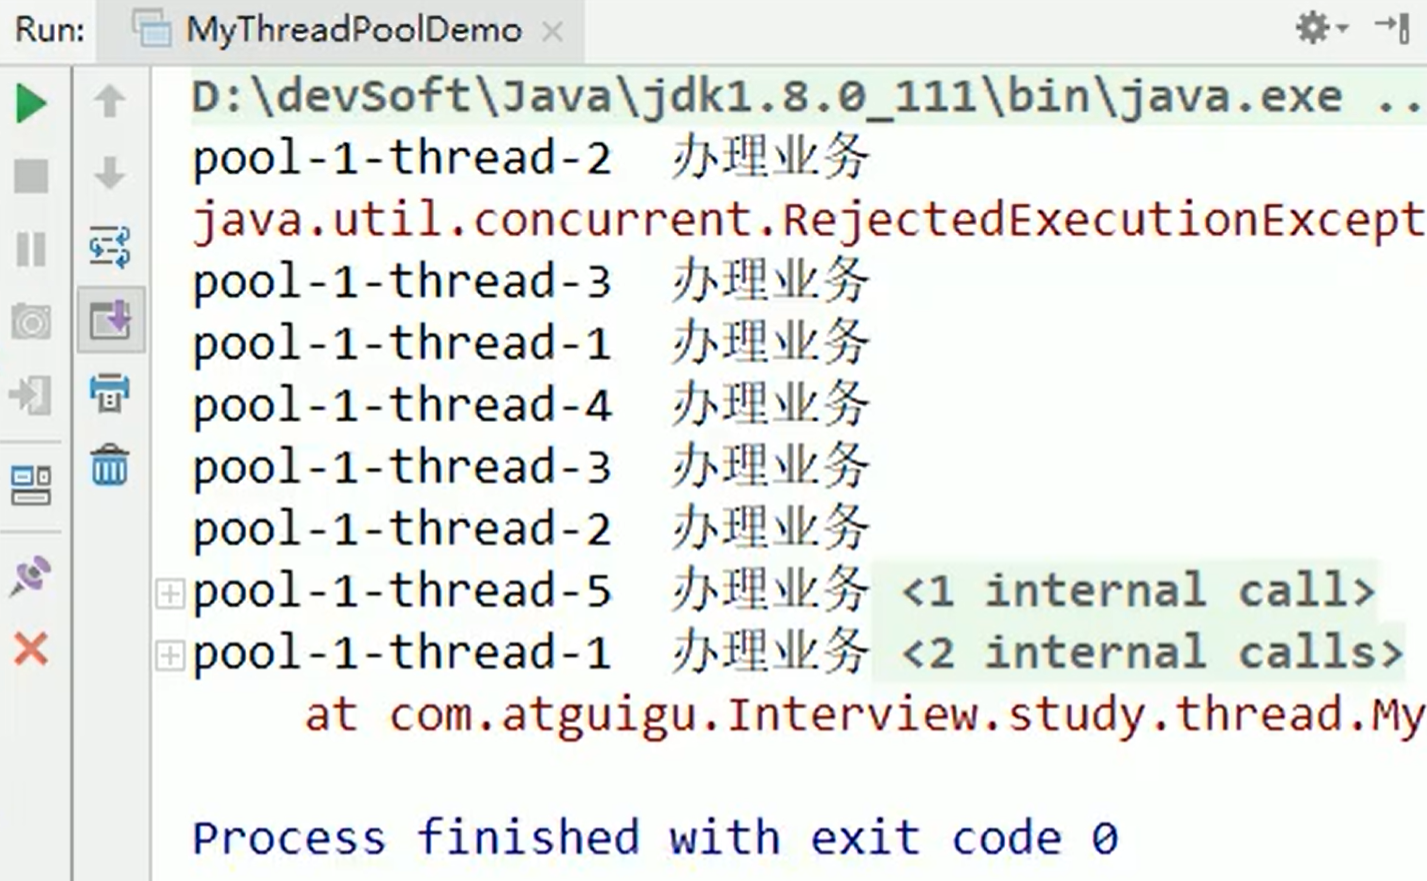 Run: MyThreadPoolDemo
D:\devSoft\Java\jdk1.8.0_111\bin\java.exe ..
pool-1-thread-2  办理业务
java.util.concurrent.RejectedExecutionExcept
pool-1-thread-3  办理业务
pool-1-thread-1  办理业务
pool-1-thread-4  办理业务
pool-1-thread-3  办理业务
pool-1-thread-2  办理业务
pool-1-thread-5  办理业务 <1 internal call>
pool-1-thread-1  办理业务 <2 internal calls>
at com.atguigu.Interview.study.thread.My
Process finished with exit code 0